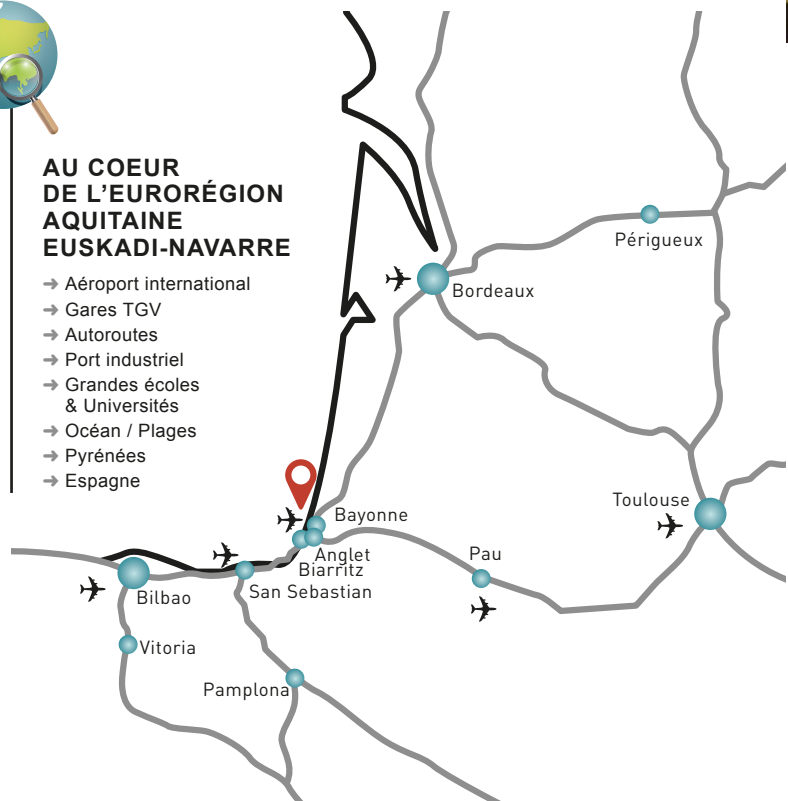 AU COEUR
DE L’EURORÉGION
AQUITAINE
EUSKADI-NAVARRE
➔ Aéroport international
➔ Gares TGV
➔ Autoroutes
➔ Port industriel
➔ Grandes écoles
& Universités
➔ Océan / Plages
➔ Pyrénées
➔ Espagne
Périgueux
Bordeaux
Toulouse
Bayonne
Anglet
Biarritz
Pau
San Sebastian
Bilbao
Vitoria
Pamplona